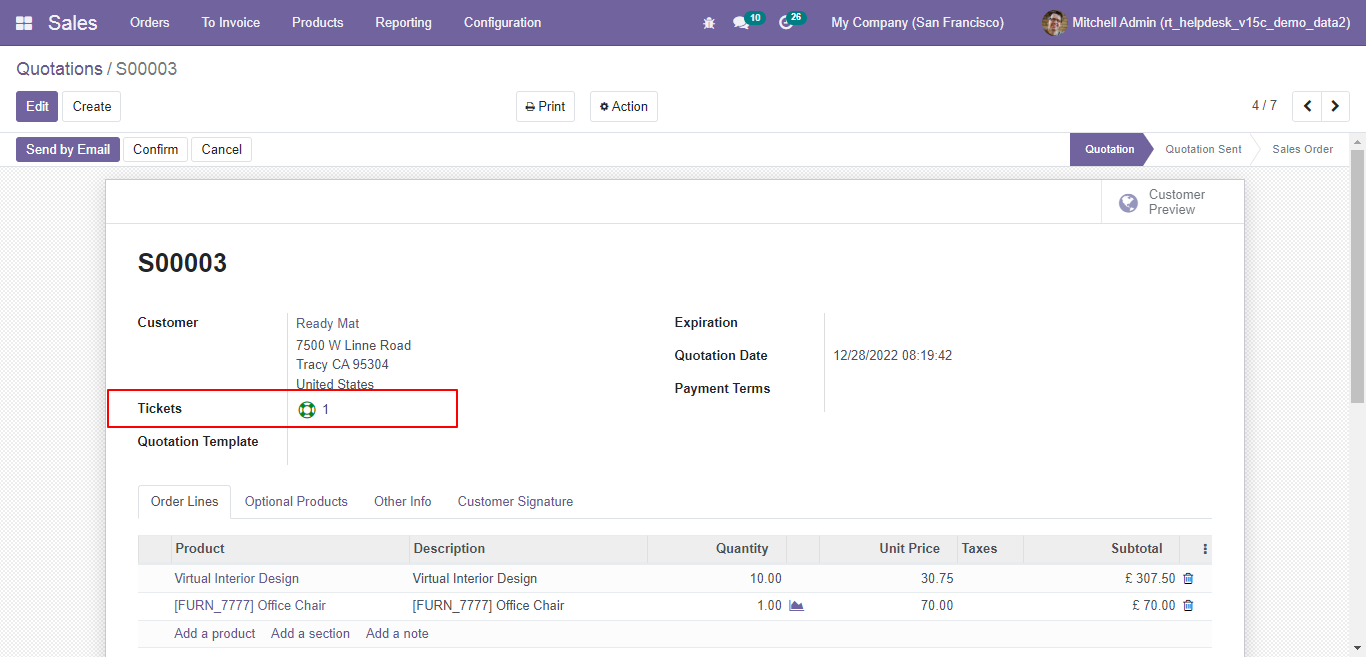 Sales Orders To Invoice Products Reporting Configuration 10 26 My Company (San Francisco) Mitchell Admin (rt_helpdesk_v15c_demo_data2)
Quotations / S00003
Edit Create Print Action 4 / 7
Send by Email Confirm Cancel Quotation Quotation Sent Sales Order
Customer
Preview
S00003
Customer Ready Mat
7500 W Linne Road
Tracy CA 95304
United States
Tickets 1
Quotation Template
Expiration
Quotation Date 12/28/2022 08:19:42
Payment Terms
Order Lines Optional Products Other Info Customer Signature
Product Description Quantity Unit Price Taxes Subtotal
Virtual Interior Design Virtual Interior Design 10.00 30.75 £ 307.50
[FURN_7777] Office Chair [FURN_7777] Office Chair 1.00 70.00 £ 70.00
Add a product Add a section Add a note